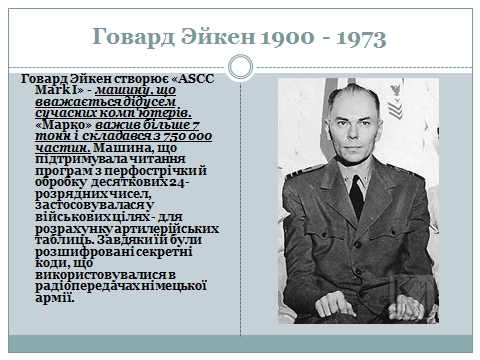 Говард Эйкен 1900 - 1973
Говард Эйкен створює «ASCC
Mark I» - машину, що
вважається дідусем
сучасних комп'ютерів.
«Марко» важив більше 7
тонн і складався з 750 000
частин. Машина, що
підтримувала читання
програм з перфострічки й
обробку десяткових 24-
розрядних чисел,
застосовувалася у
військових цілях - для
розрахунку артилерійських
таблиць. Завдяки їй були
розшифровані секретні
коди, що
використовувалися в
радіопередачах німецької
армії.